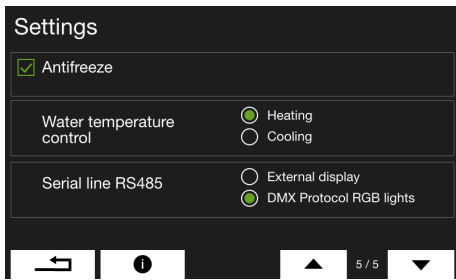 Settings
Antifreeze
Water temperature control
Heating
Cooling
Serial line RS485
External display
DMX Protocol RGB lights
5 / 5